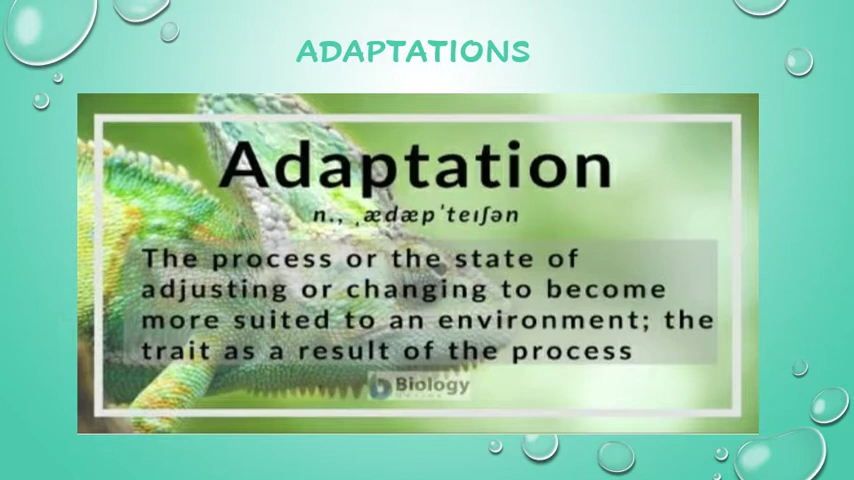 ADAPTATIONS
Adaptation
n., ˌædæpˈteɪʃən
The process or the state of
adjusting or changing to become
more suited to an environment; the
trait as a result of the process
Biology